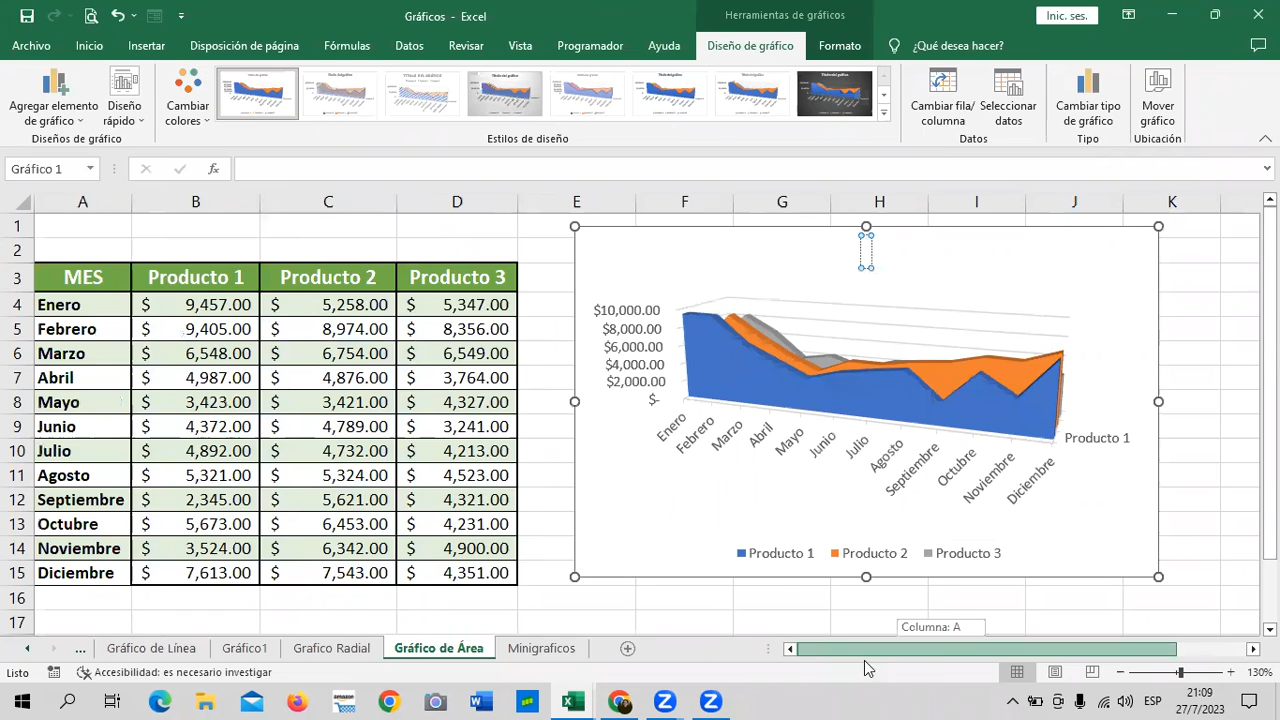 Gráficos - Excel
Herramientas de gráficos
Inic. ses.
Archivo
Inicio
Insertar
Disposición de página
Fórmulas
Datos
Revisar
Vista
Programador
Ayuda
Diseño de gráfico
Formato
¿Qué desea hacer?
Agregar elemento de gráfico
Diseño rápido
Cambiar colores
Cambiar fila/ columna
Seleccionar datos
Cambiar tipo de gráfico
Mover gráfico
Diseños de gráfico
Estilos de diseño
Datos
Tipo
Ubicación
Gráfico 1
fx
A B C D E F G H I J K
1
2
3 MES Producto 1 Producto 2 Producto 3
4 Enero $ 9,457.00 $ 5,258.00 $ 5,347.00
5 Febrero $ 9,405.00 $ 8,974.00 $ 8,356.00
6 Marzo $ 6,548.00 $ 6,754.00 $ 6,549.00
7 Abril $ 4,987.00 $ 4,876.00 $ 3,764.00
8 Mayo $ 3,423.00 $ 3,421.00 $ 4,327.00
9 Junio $ 4,372.00 $ 4,789.00 $ 3,241.00
10 Julio $ 4,892.00 $ 4,732.00 $ 4,213.00
11 Agosto $ 5,321.00 $ 5,324.00 $ 4,523.00
12 Septiembre $ 2,345.00 $ 5,621.00 $ 4,321.00
13 Octubre $ 5,673.00 $ 6,453.00 $ 4,231.00
14 Noviembre $ 3,524.00 $ 6,342.00 $ 4,900.00
15 Diciembre $ 7,613.00 $ 7,543.00 $ 4,351.00
16
17
$10,000.00
$8,000.00
$6,000.00
$4,000.00
$2,000.00
$-
Enero
Febrero
Marzo
Abril
Mayo
Junio
Julio
Agosto
Septiembre
Octubre
Noviembre
Diciembre
Producto 1
Producto 1 Producto 2 Producto 3
Columna: A
...
Gráfico de Línea
Gráfico1
Grafico Radial
Gráfico de Área
Minigraficos
Listo
Accesibilidad: es necesario investigar
130%
ESP
21:09
27/7/2023